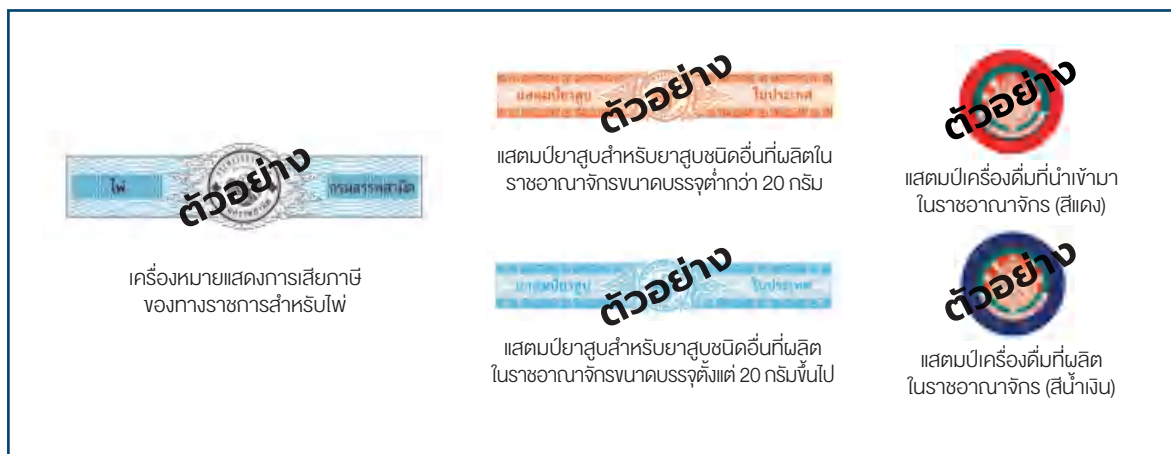 ไพ่
ตัวอย่าง
กรมสรรพสามิต
เครื่องหมายแสดงการเสียภาษี
ของทางราชการสำหรับไพ่
แสตมป์ยาสูบ
ตัวอย่าง
ในประเทศ
แสตมป์ยาสูบสำหรับยาสูบชนิดอื่นที่ผลิตใน
ราชอาณาจักรขนาดบรรจุต่ำกว่า 20 กรัม
แสตมป์ยาสูบ
ตัวอย่าง
ในประเทศ
แสตมป์ยาสูบสำหรับยาสูบชนิดอื่นที่ผลิต
ในราชอาณาจักรขนาดบรรจุตั้งแต่ 20 กรัมขึ้นไป
ตัวอย่าง
แสตมป์เครื่องดื่มที่นำเข้ามา
ในราชอาณาจักร (สีแดง)
ตัวอย่าง
แสตมป์เครื่องดื่มที่ผลิต
ในราชอาณาจักร (สีน้ำเงิน)